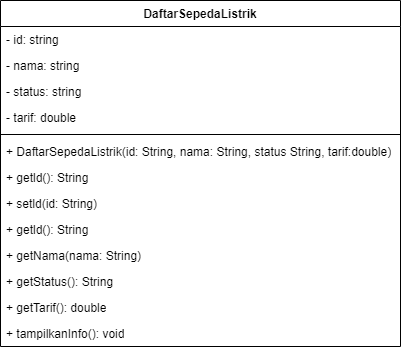 DaftarSepedaListrik
- id: string
- nama: string
- status: string
- tarif: double
+ DaftarSepedaListrik(id: String, nama: String, status String, tarif:double)
+ getId(): String
+ setId(id: String)
+ getId(): String
+ getNama(nama: String)
+ getStatus(): String
+ getTarif(): double
+ tampilkanInfo(): void